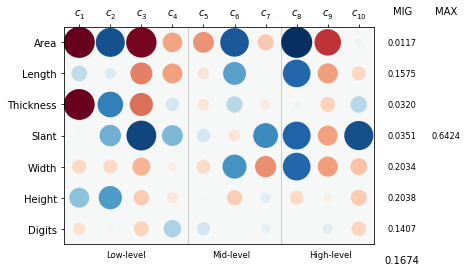 c1 c2 c3 c4 c5 c6 c7 c8 c9 c10 MIG MAX
Area 0.0117
Length 0.1575
Thickness 0.0320
Slant 0.0351 0.6424
Width 0.2034
Height 0.2038
Digits 0.1407
Low-level Mid-level High-level 0.1674